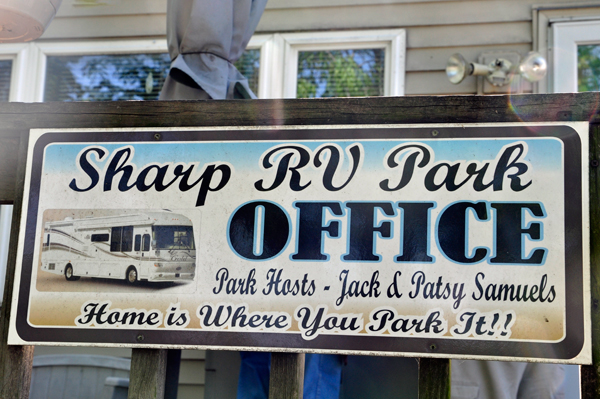 Sharp RV Park
OFFICE
Park Hosts - Jack & Patsy Samuels
Home is Where You Park It!!